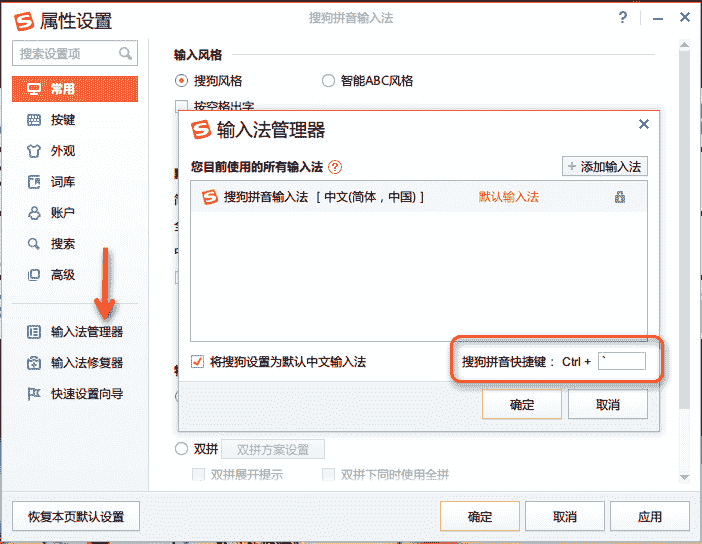 属性设置
搜狗拼音输入法
搜索设置项
常用
按键
外观
词库
账户
搜索
高级
输入法管理器
输入法修复器
快速设置向导
输入风格
搜狗风格
智能ABC风格
按空格出字
输入法管理器
您目前使用的所有输入法
+ 添加输入法
搜狗拼音输入法 [ 中文(简体，中国) ]
默认输入法
将搜狗设置为默认中文输入法
搜狗拼音快捷键： Ctrl + `
确定
取消
双拼
双拼方案设置
双拼展开提示
双拼下同时使用全拼
恢复本页默认设置
确定
取消
应用